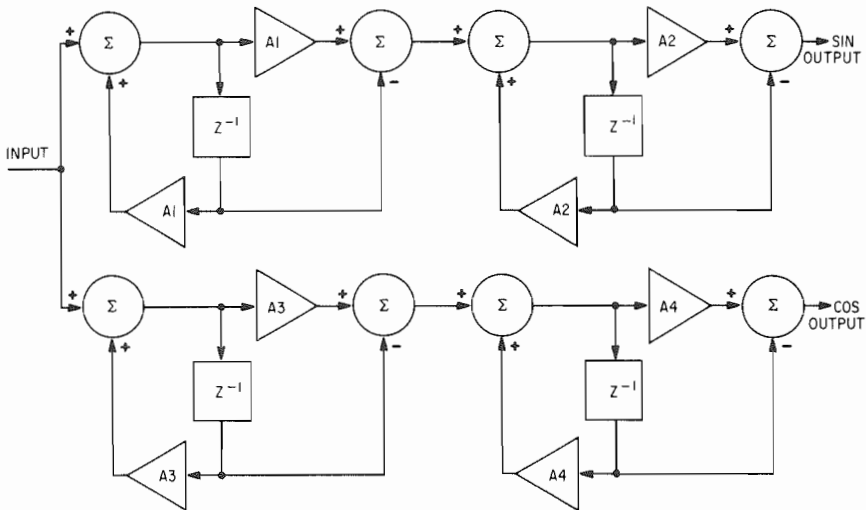 + Σ A1 + Σ + Σ A2 + Σ SIN
OUTPUT
+ − + −
Z⁻¹ Z⁻¹
INPUT
A1 A2
+ Σ A3 + Σ + Σ A4 + Σ COS
OUTPUT
+ − + −
Z⁻¹ Z⁻¹
A3 A4